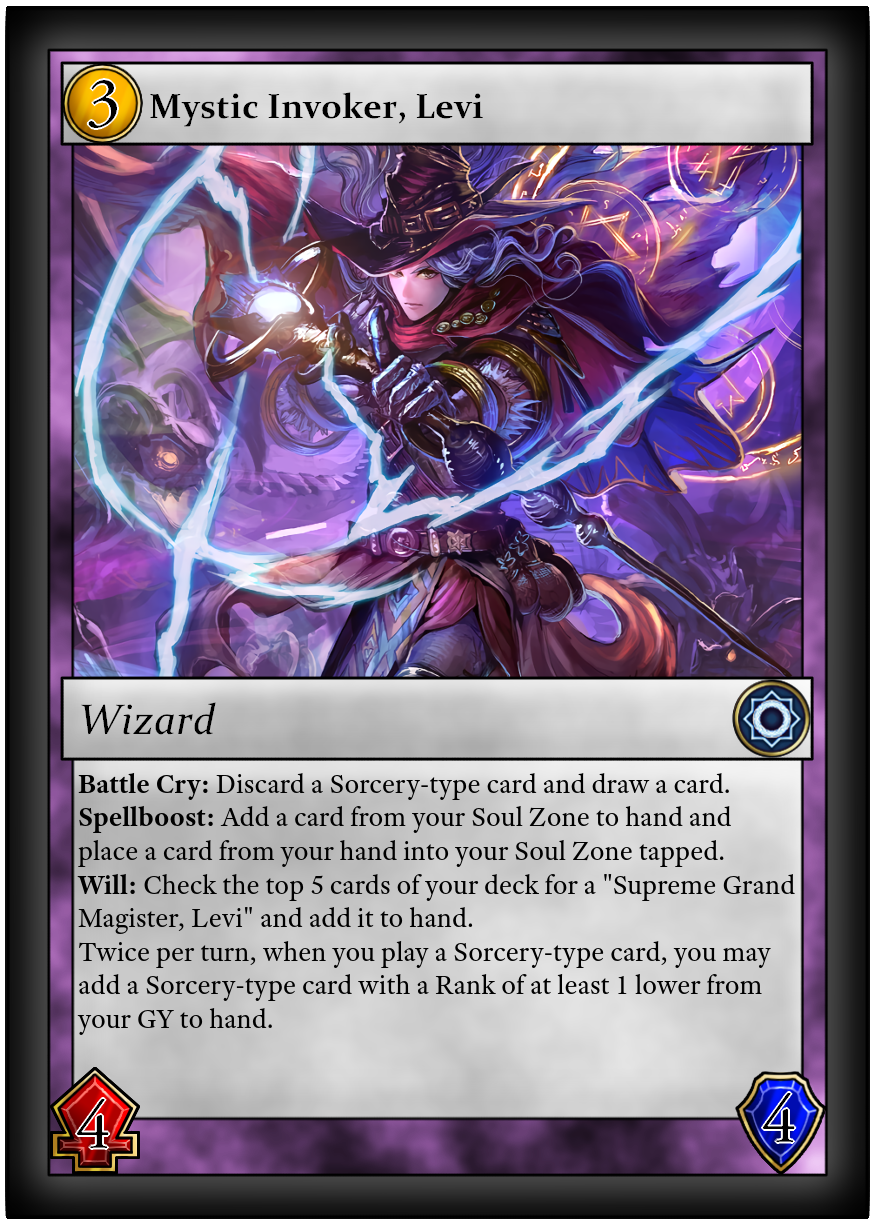 3
Mystic Invoker, Levi
Wizard
Battle Cry: Discard a Sorcery-type card and draw a card.
Spellboost: Add a card from your Soul Zone to hand and
place a card from your hand into your Soul Zone tapped.
Will: Check the top 5 cards of your deck for a "Supreme Grand
Magister, Levi" and add it to hand.
Twice per turn, when you play a Sorcery-type card, you may
add a Sorcery-type card with a Rank of at least 1 lower from
your GY to hand.
4
4